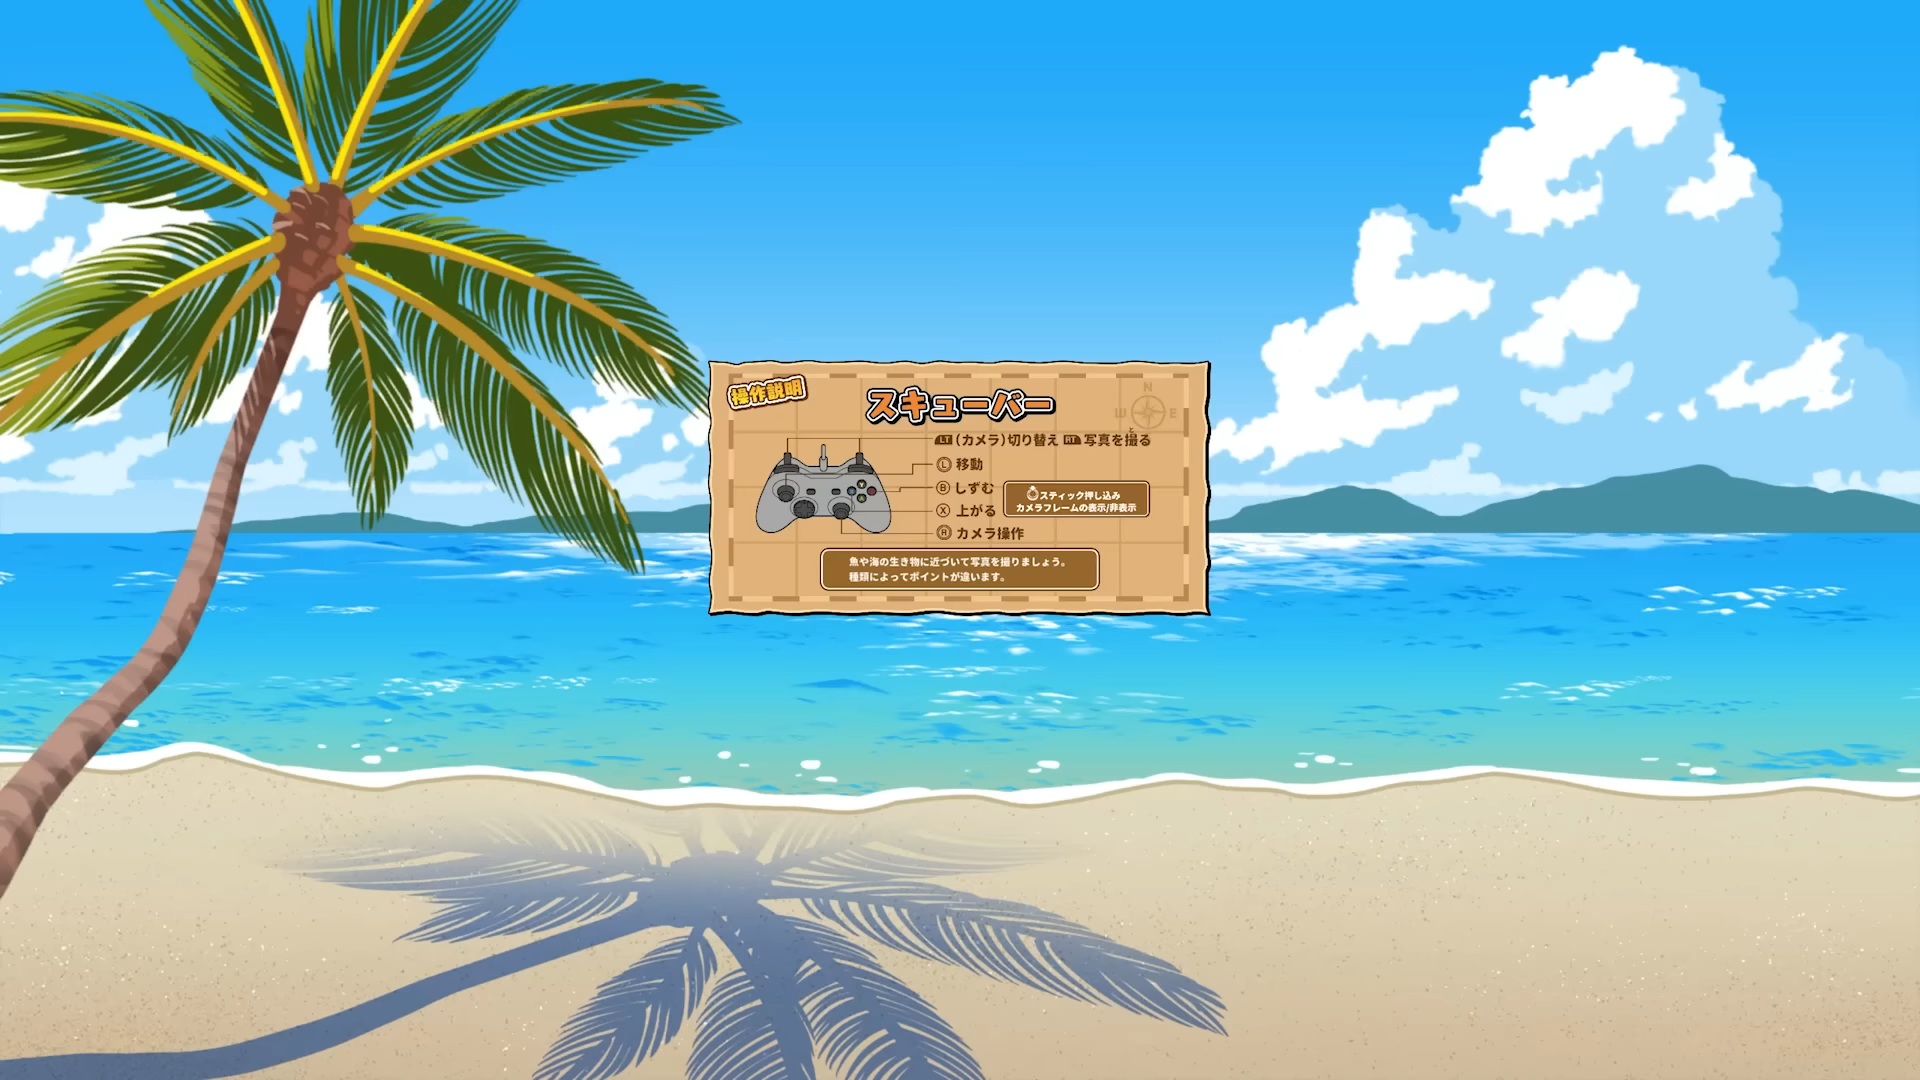 操作説明
スキューバー
N
W E
LT (カメラ)切り替え RT 写真を撮る
L 移動
B しずむ
X 上がる
R カメラ操作
スティック押し込み
カメラフレームの表示/非表示
魚や海の生き物に近づいて写真を撮りましょう。
種類によってポイントが違います。